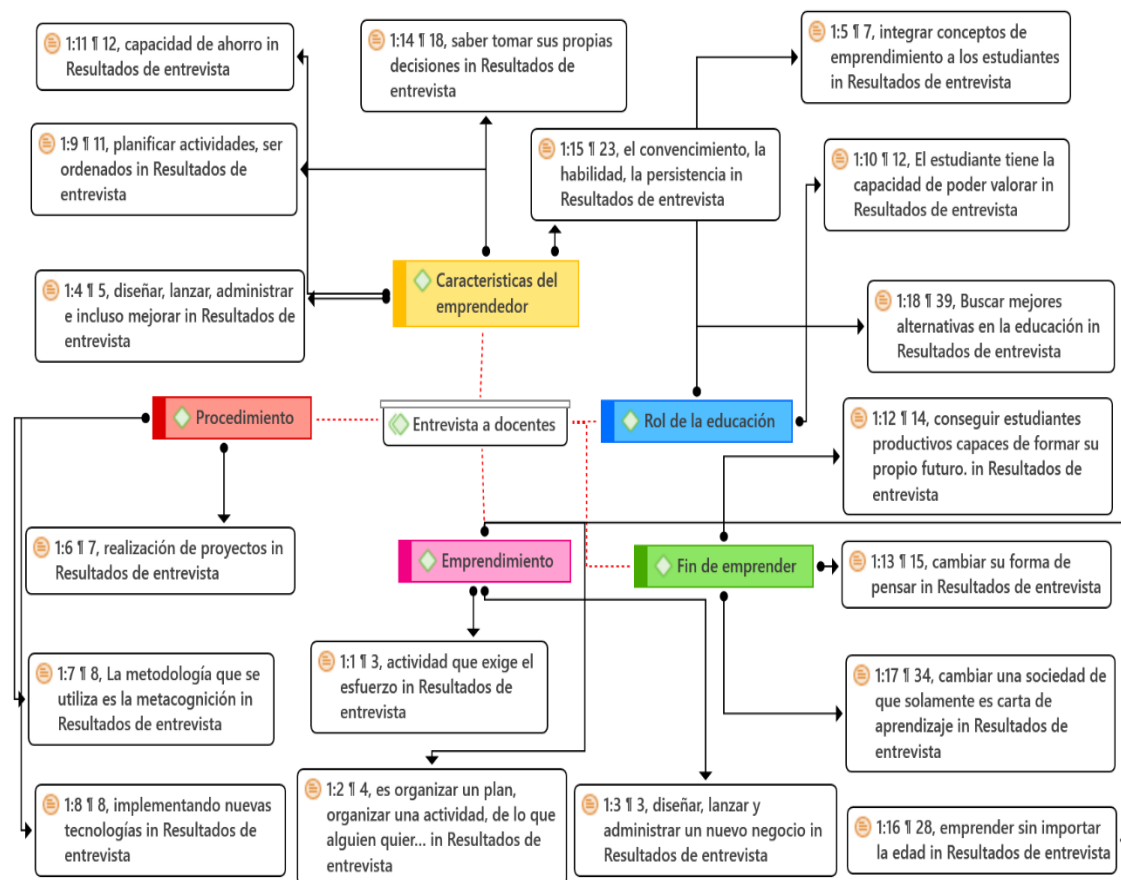 1:11 ¶ 12, capacidad de ahorro in
Resultados de entrevista
1:14 ¶ 18, saber tomar sus propias
decisiones in Resultados de
entrevista
1:5 ¶ 7, integrar conceptos de
emprendimiento a los estudiantes
in Resultados de entrevista
1:9 ¶ 11, planificar actividades, ser
ordenados in Resultados de
entrevista
1:15 ¶ 23, el convencimiento, la
habilidad, la persistencia in
Resultados de entrevista
1:10 ¶ 12, El estudiante tiene la
capacidad de poder valorar in
Resultados de entrevista
1:4 ¶ 5, diseñar, lanzar, administrar
e incluso mejorar in Resultados de
entrevista
Caracteristicas del
emprendedor
1:18 ¶ 39, Buscar mejores
alternativas en la educación in
Resultados de entrevista
Procedimiento
Entrevista a docentes
Rol de la educación
1:12 ¶ 14, conseguir estudiantes
productivos capaces de formar su
propio futuro. in Resultados de
entrevista
1:6 ¶ 7, realización de proyectos in
Resultados de entrevista
Emprendimiento
Fin de emprender
1:13 ¶ 15, cambiar su forma de
pensar in Resultados de entrevista
1:7 ¶ 8, La metodología que se
utiliza es la metacognición in
Resultados de entrevista
1:1 ¶ 3, actividad que exige el
esfuerzo in Resultados de
entrevista
1:17 ¶ 34, cambiar una sociedad de
que solamente es carta de
aprendizaje in Resultados de
entrevista
1:8 ¶ 8, implementando nuevas
tecnologías in Resultados de
entrevista
1:2 ¶ 4, es organizar un plan,
organizar una actividad, de lo que
alguien quier... in Resultados de
entrevista
1:3 ¶ 3, diseñar, lanzar y
administrar un nuevo negocio in
Resultados de entrevista
1:16 ¶ 28, emprender sin importar
la edad in Resultados de entrevista